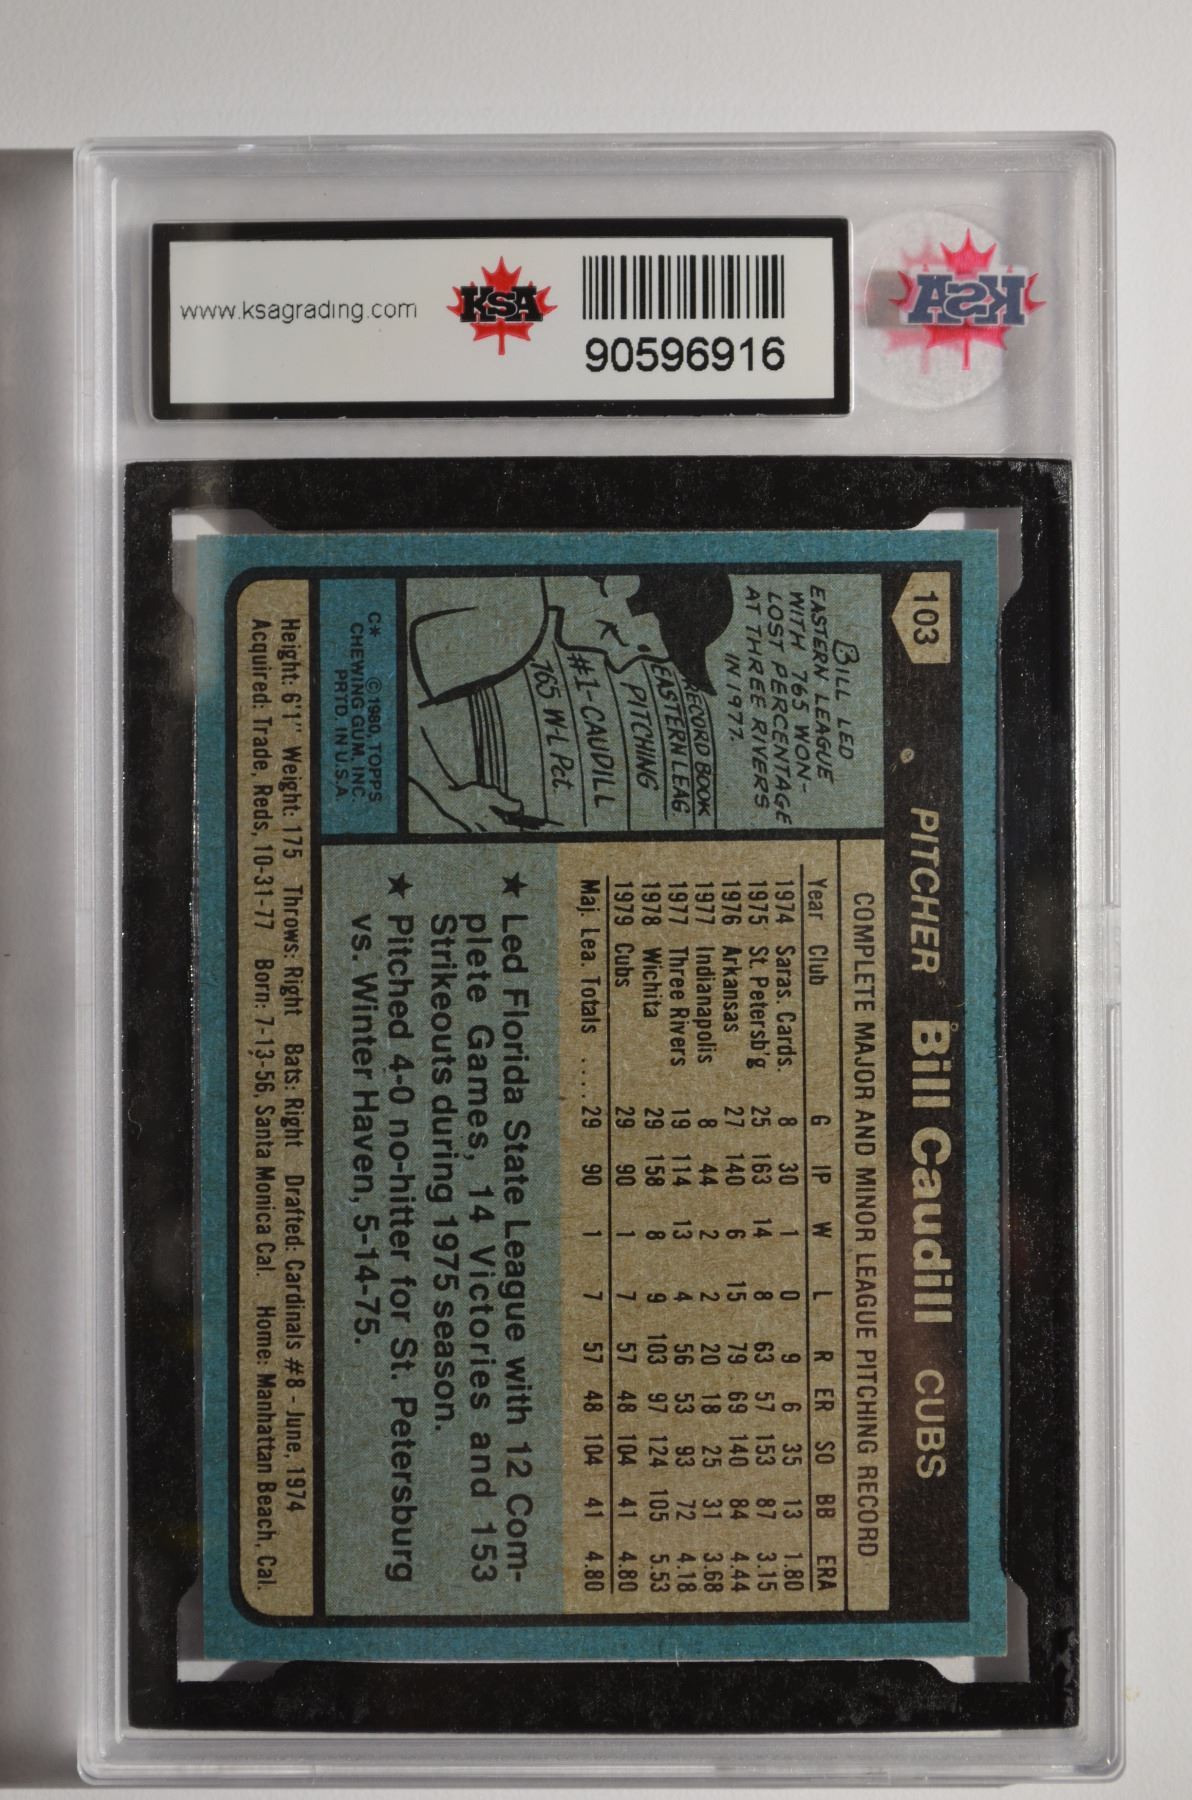 www.ksagrading.com
KSA
90596916
KSA
103
PITCHER Bill Caudill CUBS
BILL LED
EASTERN LEAGUE
WITH .765 WON-
LOST PERCENTAGE
AT THREE RIVERS
IN 1977.
RECORD BOOK
EASTERN LEAG.
PITCHING
#1-CAUDILL
.765 W-L Pct.
K
C* © 1980, TOPPS
CHEWING GUM, INC.
PRTD. IN U.S.A.
COMPLETE MAJOR AND MINOR LEAGUE PITCHING RECORD
Year Club G IP W L R ER SO BB ERA
1974 Saras. Cards. 8 30 1 0 9 6 35 13 1.80
1975 St. Petersb'g 25 163 14 8 63 57 153 87 3.15
1976 Arkansas 27 140 6 15 79 69 140 84 4.44
1977 Indianapolis 8 44 2 2 20 18 25 31 3.68
1977 Three Rivers 19 114 13 4 56 53 93 72 4.18
1978 Wichita 29 158 8 9 103 97 124 105 5.53
1979 Cubs 29 90 1 7 57 48 104 41 4.80
Maj. Lea. Totals .... 29 90 1 7 57 48 104 41 4.80
★ Led Florida State League with 12 Com-
plete Games, 14 Victories and 153
Strikeouts during 1975 season.
★ Pitched 4-0 no-hitter for St. Petersburg
vs. Winter Haven, 5-14-75.
Height: 6'1" Weight: 175 Throws: Right Bats: Right Drafted: Cardinals #8 - June, 1974
Acquired: Trade, Reds, 10-31-77 Born: 7-13-56, Santa Monica Cal. Home: Manhattan Beach, Cal.